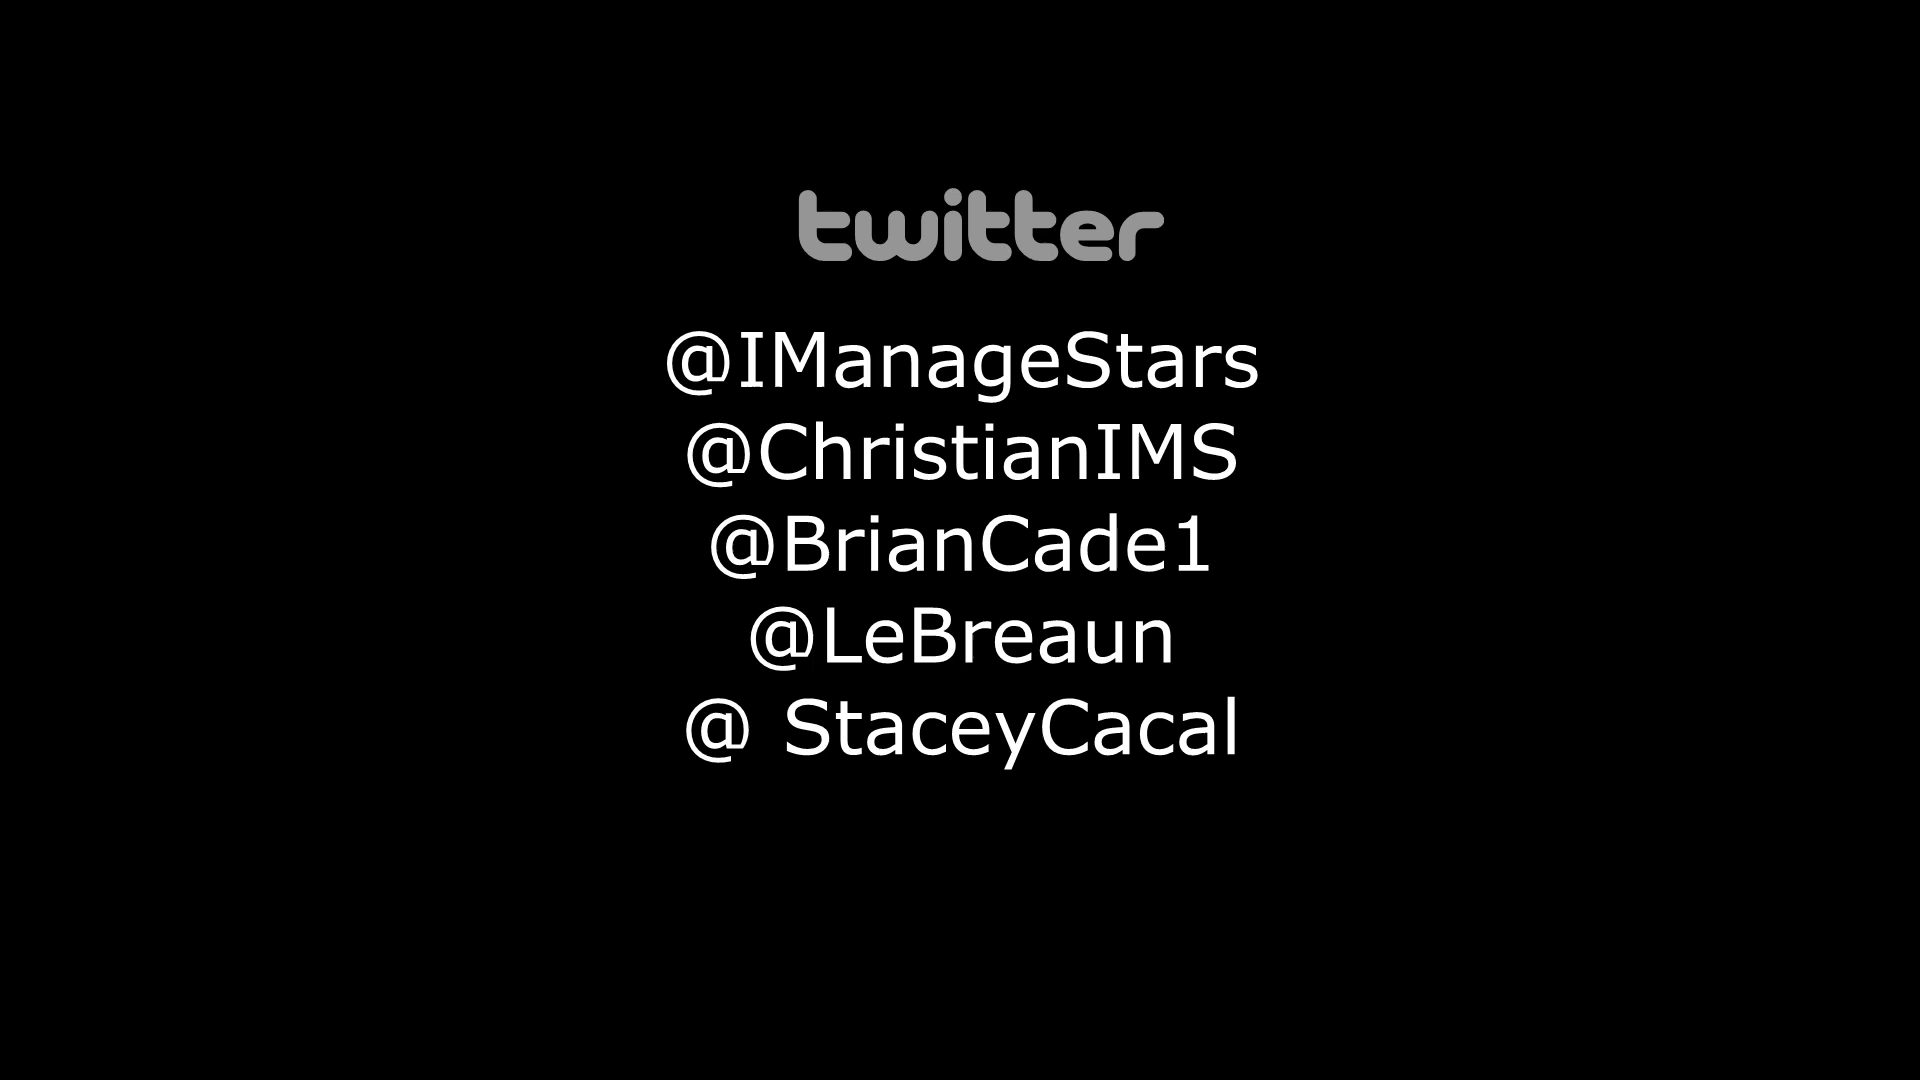 twitter
@IManageStars
@ChristianIMS
@BrianCade1
@LeBreaun
@ StaceyCacal